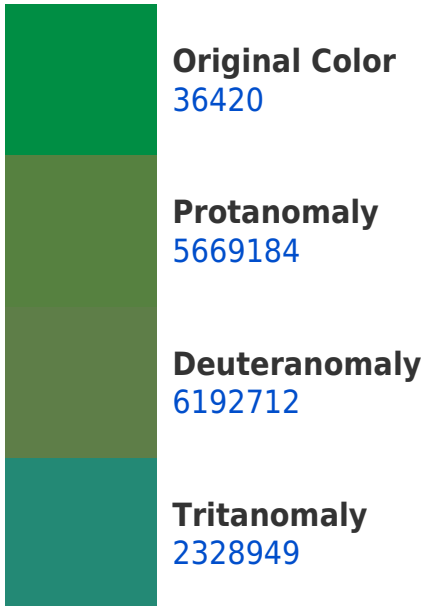 Original Color
36420
Protanomaly
5669184
Deuteranomaly
6192712
Tritanomaly
2328949